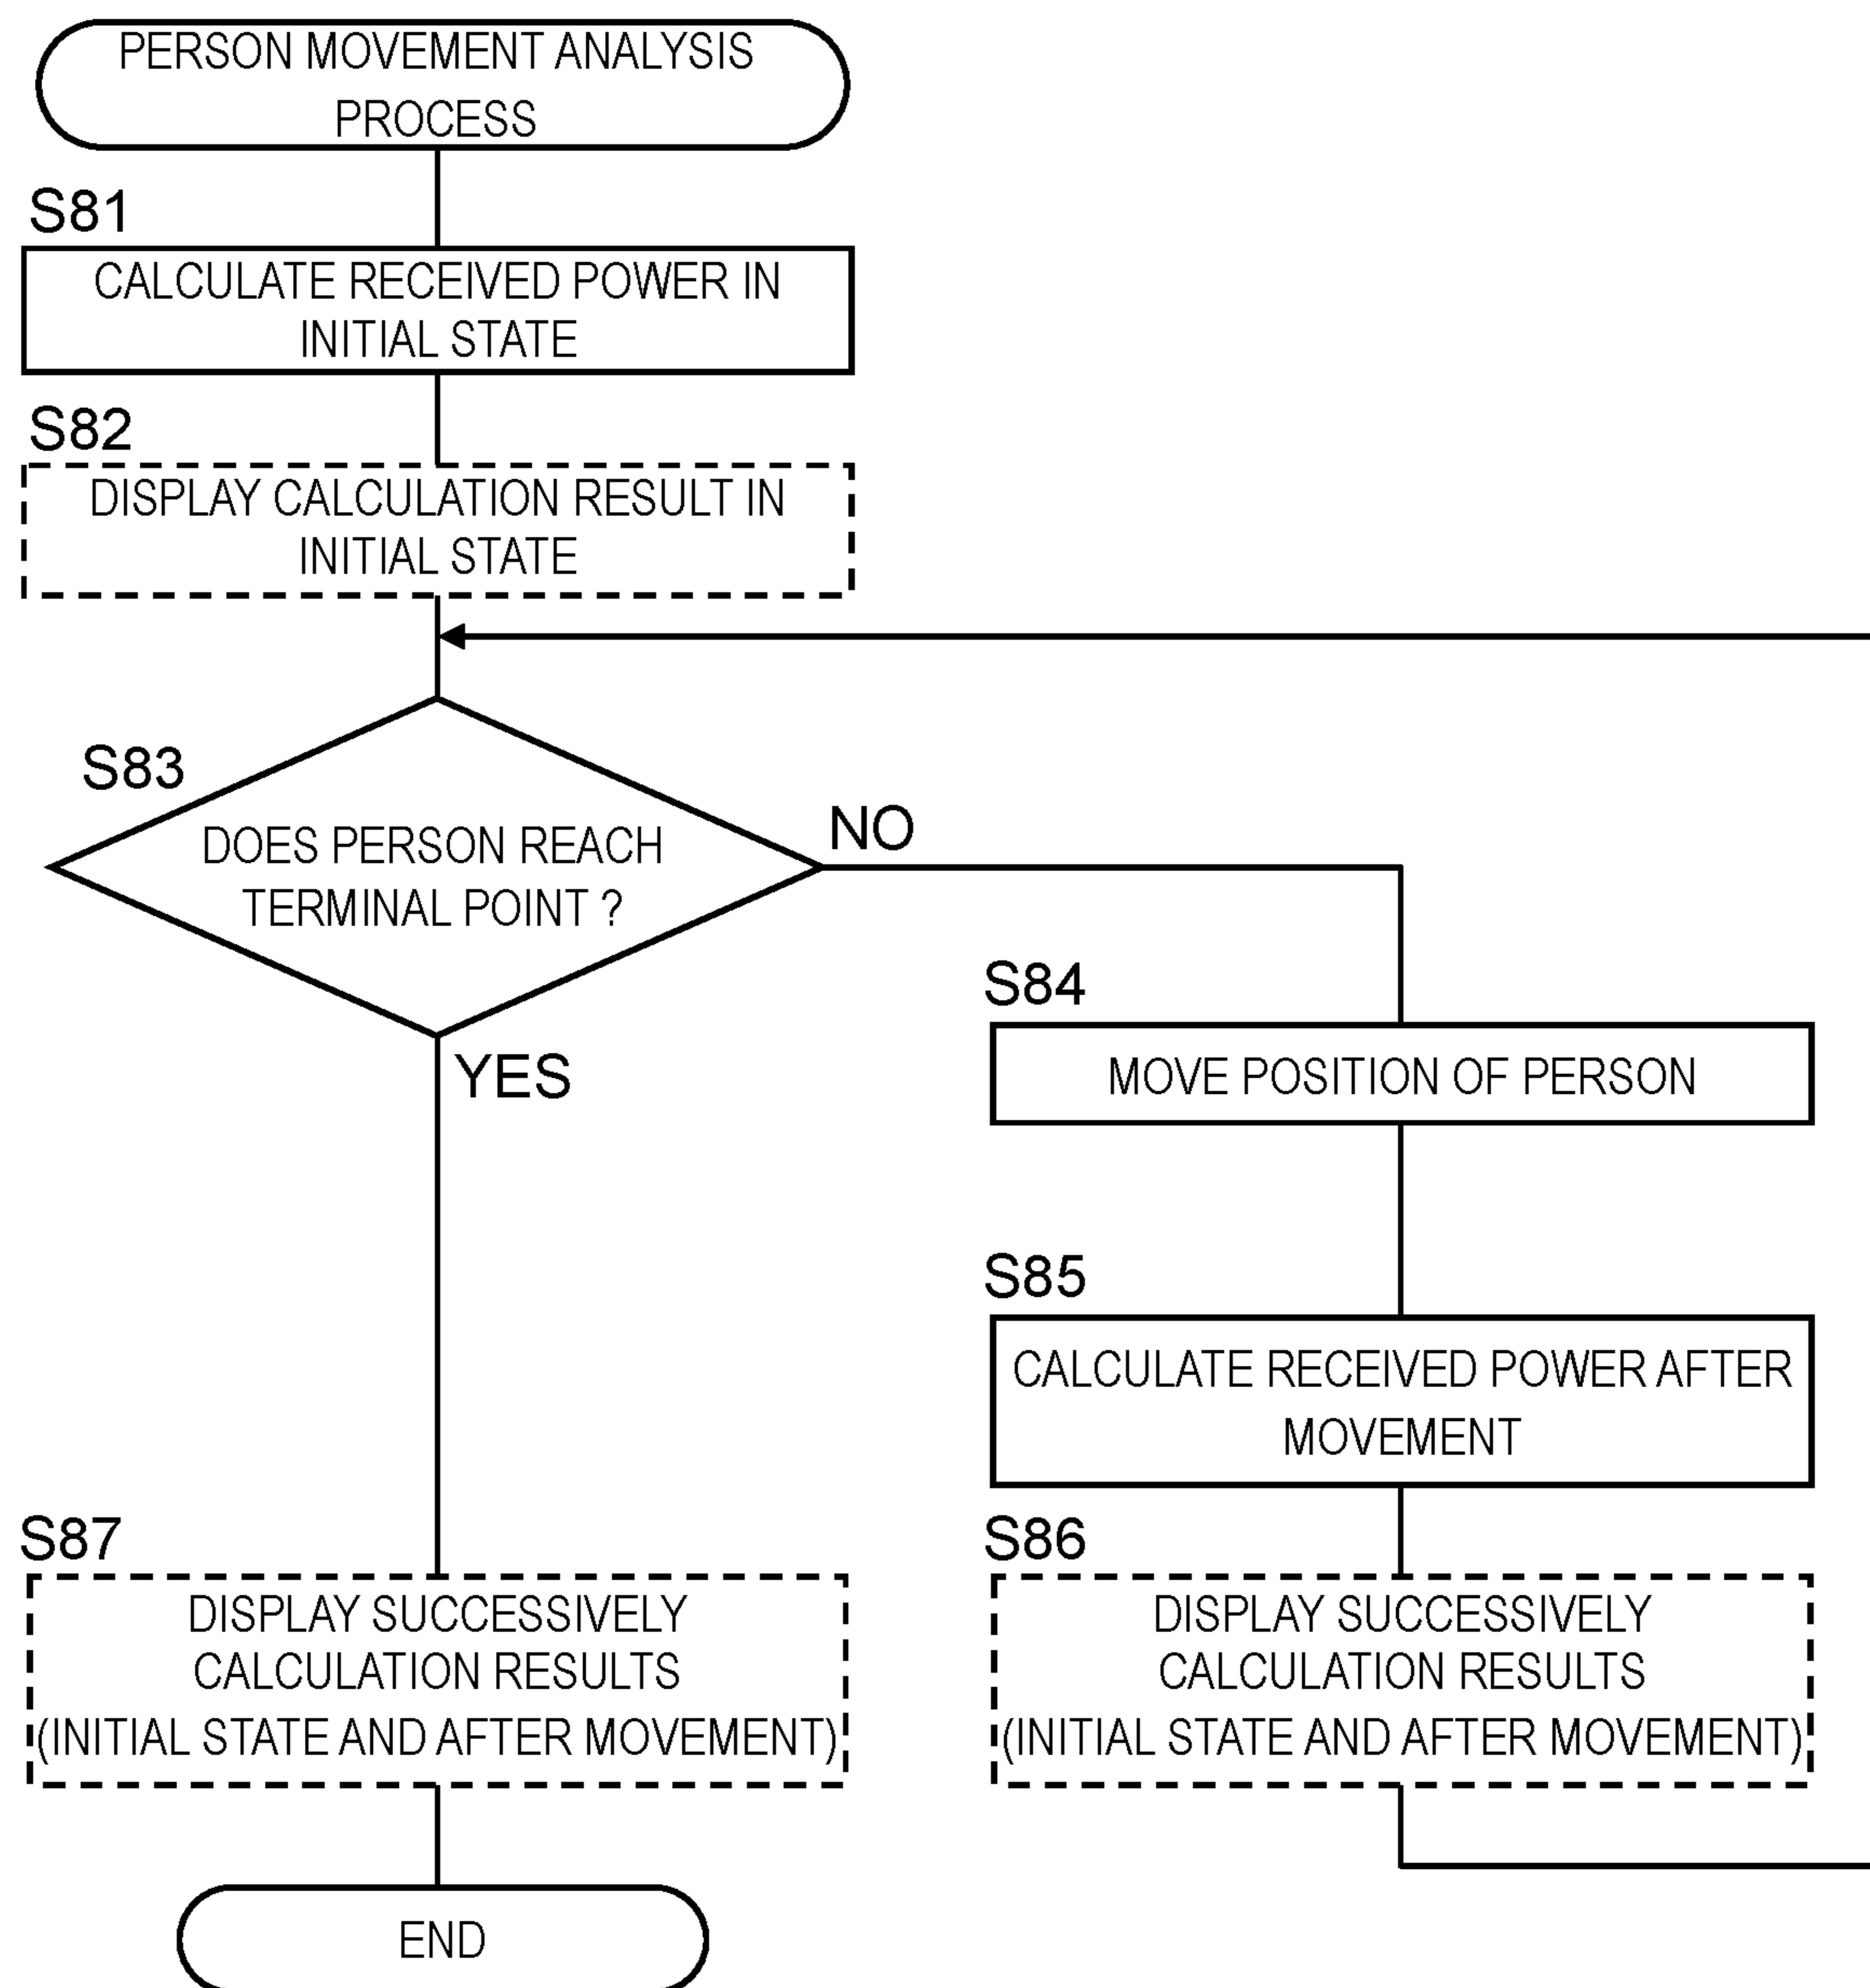 PERSON MOVEMENT ANALYSIS
PROCESS
S81
CALCULATE RECEIVED POWER IN
INITIAL STATE
S82
DISPLAY CALCULATION RESULT IN
INITIAL STATE
S83
DOES PERSON REACH
TERMINAL POINT ?
NO
YES
S84
MOVE POSITION OF PERSON
S85
CALCULATE RECEIVED POWER AFTER
MOVEMENT
S86
DISPLAY SUCCESSIVELY
CALCULATION RESULTS
(INITIAL STATE AND AFTER MOVEMENT)
S87
DISPLAY SUCCESSIVELY
CALCULATION RESULTS
(INITIAL STATE AND AFTER MOVEMENT)
END